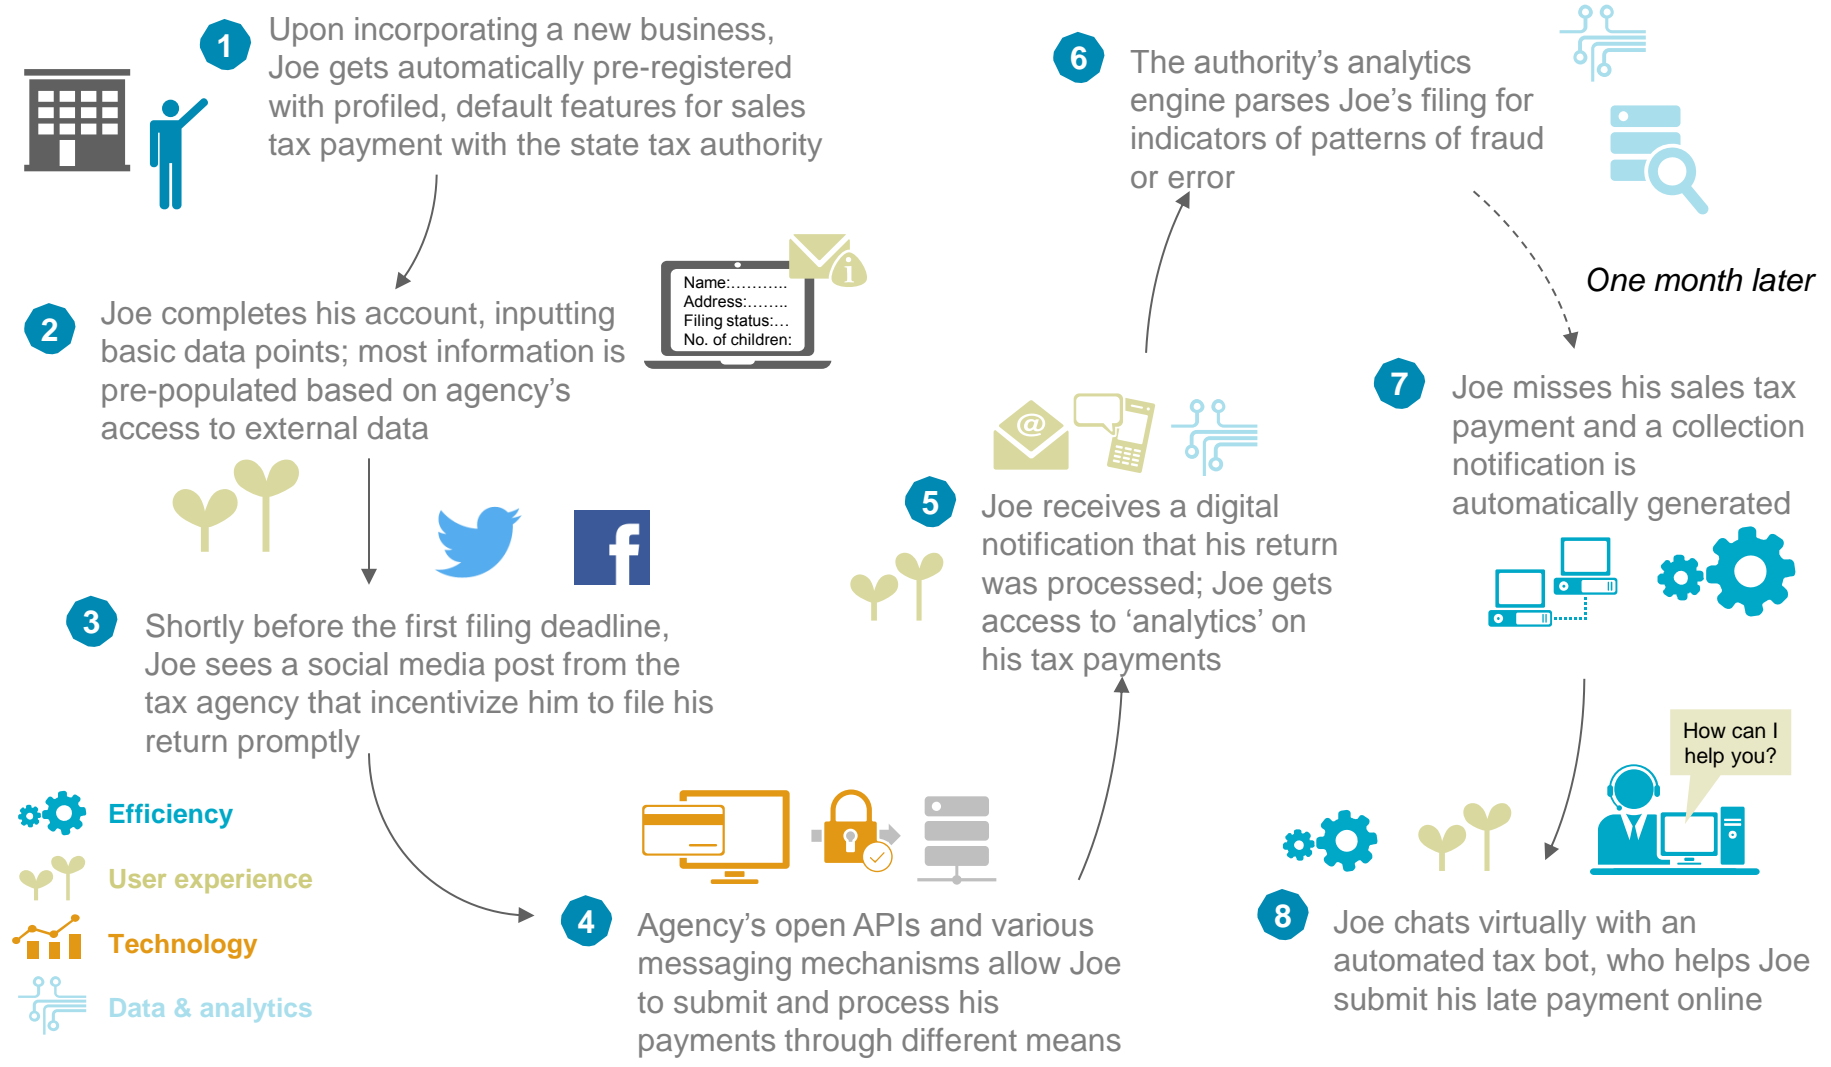 1
Upon incorporating a new business,
Joe gets automatically pre-registered
with profiled, default features for sales
tax payment with the state tax authority
2
Joe completes his account, inputting
basic data points; most information is
pre-populated based on agency’s
access to external data
Name:………..
Address:……..
Filing status:…
No. of children:
3
Shortly before the first filing deadline,
Joe sees a social media post from the
tax agency that incentivize him to file his
return promptly
Efficiency
User experience
Technology
Data & analytics
4
Agency’s open APIs and various
messaging mechanisms allow Joe
to submit and process his
payments through different means
@
5
Joe receives a digital
notification that his return
was processed; Joe gets
access to ‘analytics’ on
his tax payments
6
The authority’s analytics
engine parses Joe’s filing for
indicators of patterns of fraud
or error
One month later
7
Joe misses his sales tax
payment and a collection
notification is
automatically generated
How can I
help you?
8
Joe chats virtually with an
automated tax bot, who helps Joe
submit his late payment online